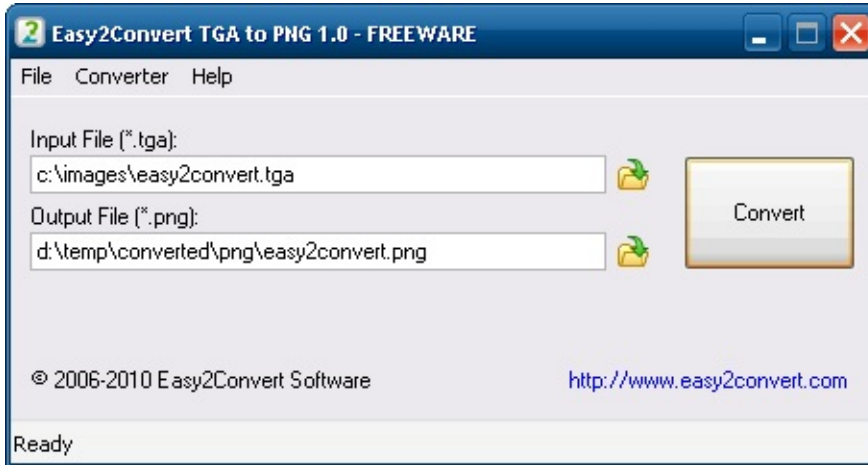 2 Easy2Convert TGA to PNG 1.0 - FREEWARE
File Converter Help
Input File (*.tga):
c:\images\easy2convert.tga
Output File (*.png):
d:\temp\converted\png\easy2convert.png
Convert
© 2006-2010 Easy2Convert Software
http://www.easy2convert.com
Ready